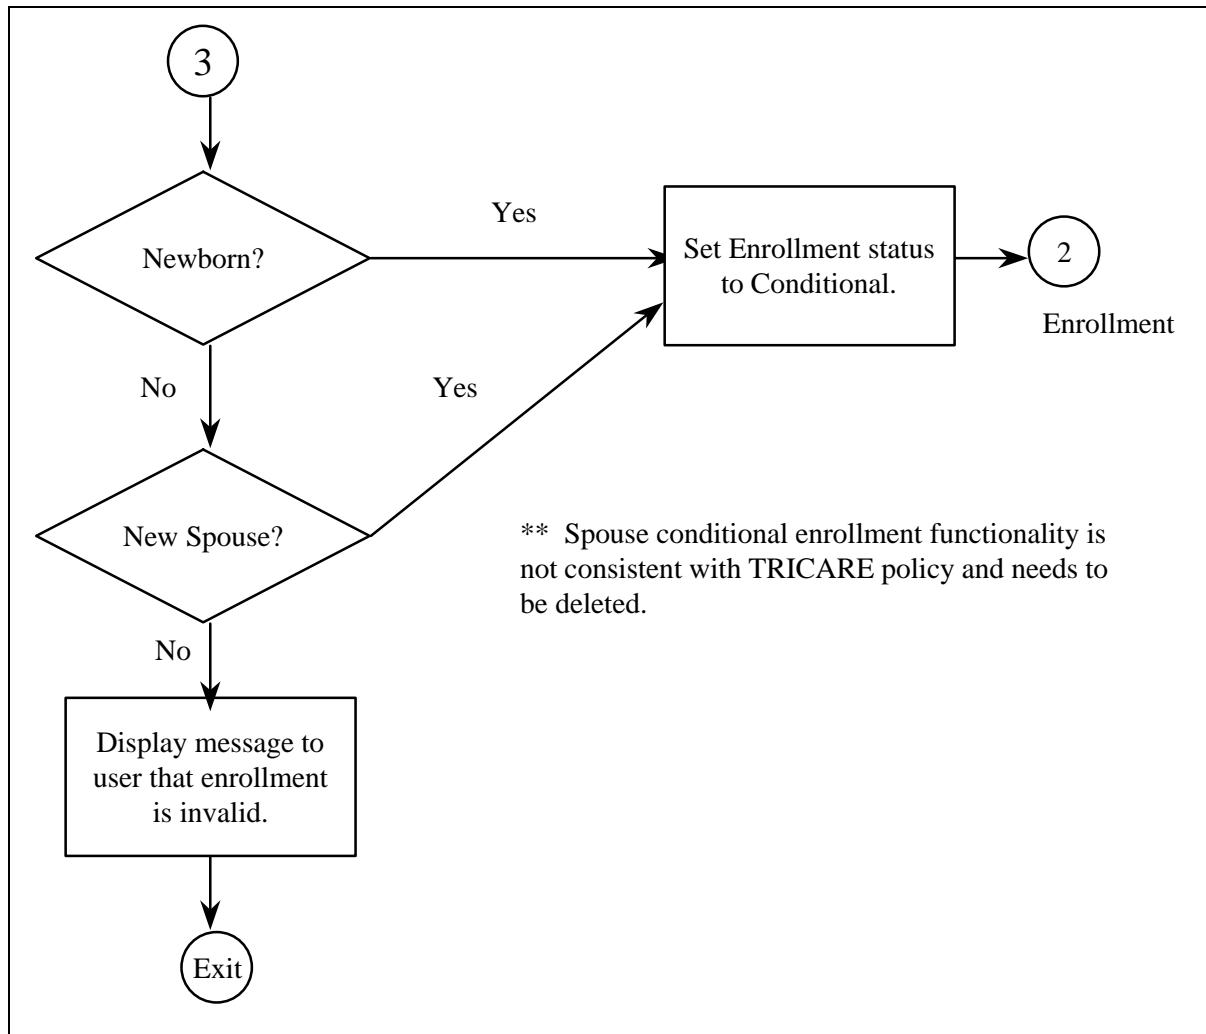 3
Newborn?
Yes
Set Enrollment status
to Conditional.
2
Enrollment
No
Yes
New Spouse?
** Spouse conditional enrollment functionality is
not consistent with TRICARE policy and needs to
be deleted.
No
Display message to
user that enrollment
is invalid.
Exit